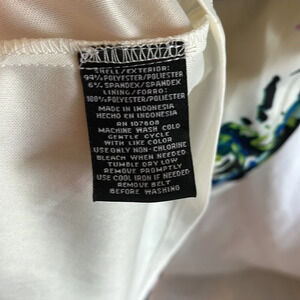 SHELL/EXTERIOR:
94% POLYESTER/POLIESTER
6% SPANDEX/SPANDEX
LINING/FORRO:
100% POLYESTER/POLIESTER
MADE IN INDONESIA
HECHO EN INDONESIA
RN 107808
MACHINE WASH COLD
GENTLE CYCLE
WITH LIKE COLOR
USE ONLY NON-CHLORINE
BLEACH WHEN NEEDED
TUMBLE DRY LOW
REMOVE PROMPTLY
USE COOL IRON IF NEEDED
REMOVE BELT
BEFORE WASHING